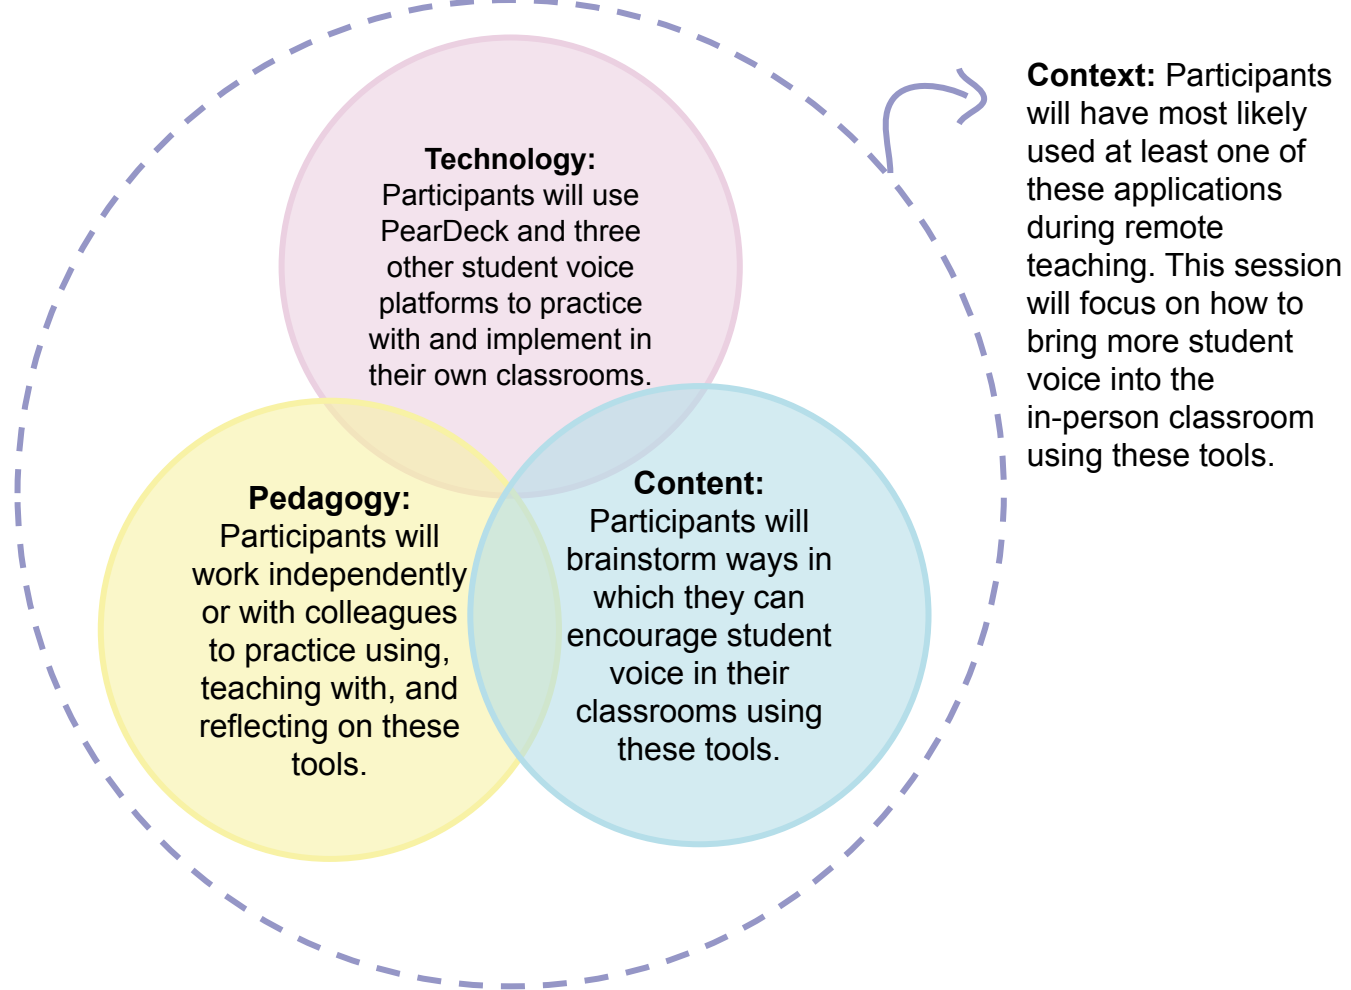 Technology:
Participants will use
PearDeck and three
other student voice
platforms to practice
with and implement in
their own classrooms.
Pedagogy:
Participants will
work independently
or with colleagues
to practice using,
teaching with, and
reflecting on these
tools.
Content:
Participants will
brainstorm ways in
which they can
encourage student
voice in their
classrooms using
these tools.
Context: Participants
will have most likely
used at least one of
these applications
during remote
teaching. This session
will focus on how to
bring more student
voice into the
in-person classroom
using these tools.